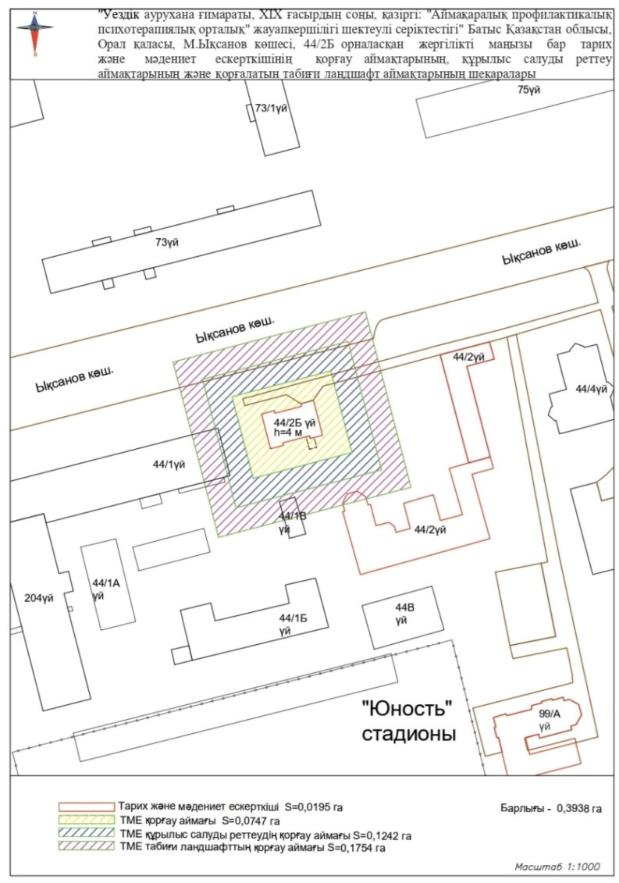 "Уездік аурухана ғимараты, XIX ғасырдың соңы, қазіргі: "Аймақаралық профилактикалық
психотерапиялық орталық" жауапкершілігі шектеулі серіктестігі" Батыс Қазақстан облысы,
Орал қаласы, М.Ықсанов көшесі, 44/2Б орналасқан жергілікті маңызы бар тарих
және мәдениет ескерткішінің қорғау аймақтарының, құрылыс салуды реттеу
аймақтарының және қорғалатын табиғи ландшафт аймақтарының шекаралары
75үй
73/1үй
73үй
Ықсанов көш.
Ықсанов көш.
Ықсанов көш.
44/2үй
44/4үй
44/2Б үй
h=4 м
44/1үй
44/1В
үй
44/2үй
204үй
44/1А
үй
44/1Б
үй
44В
үй
"Юность"
стадионы
99/А
үй
Тарих және мәдениет ескерткіші S=0,0195 га
Барлығы - 0,3938 га
ТМЕ қорғау аймағы S=0,0747 га
ТМЕ құрылыс салуды реттеудің қорғау аймағы S=0,1242 га
ТМЕ табиғи ландшафттың қорғау аймағы S=0,1754 га
Масштаб 1:1000